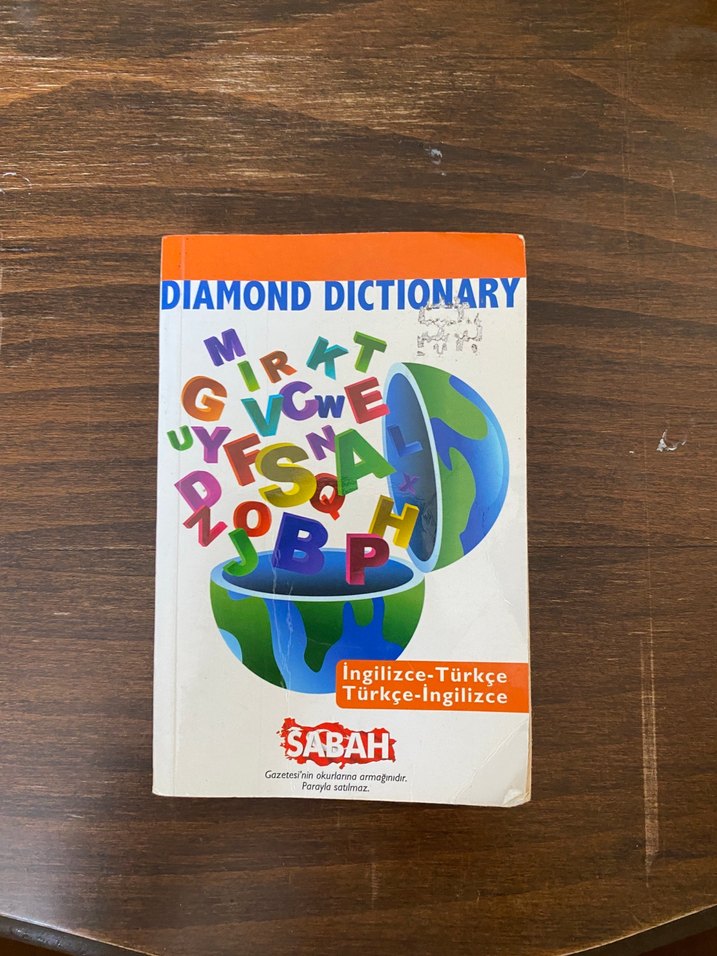 DIAMOND DICTIONARY
M
I
R
K
T
G
V
C
W
E
U
Y
F
S
N
A
L
X
D
Q
Z
O
J
B
P
H
İngilizce-Türkçe
Türkçe-İngilizce
SABAH
Gazetesi'nin okurlarına armağınıdır.
Parayla satılmaz.